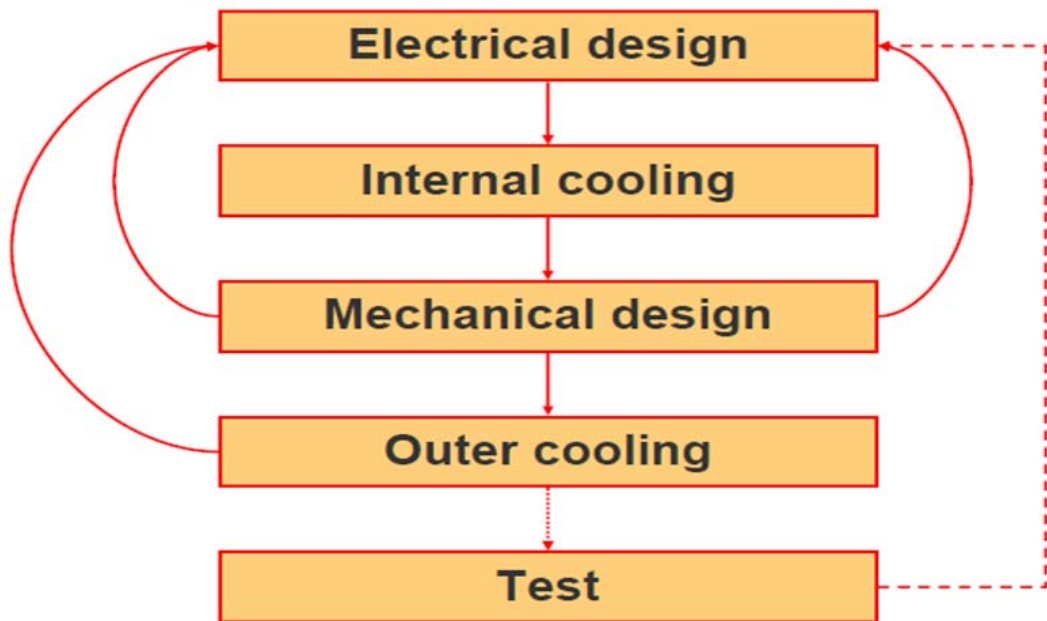 Electrical design
Internal cooling
Mechanical design
Outer cooling
Test